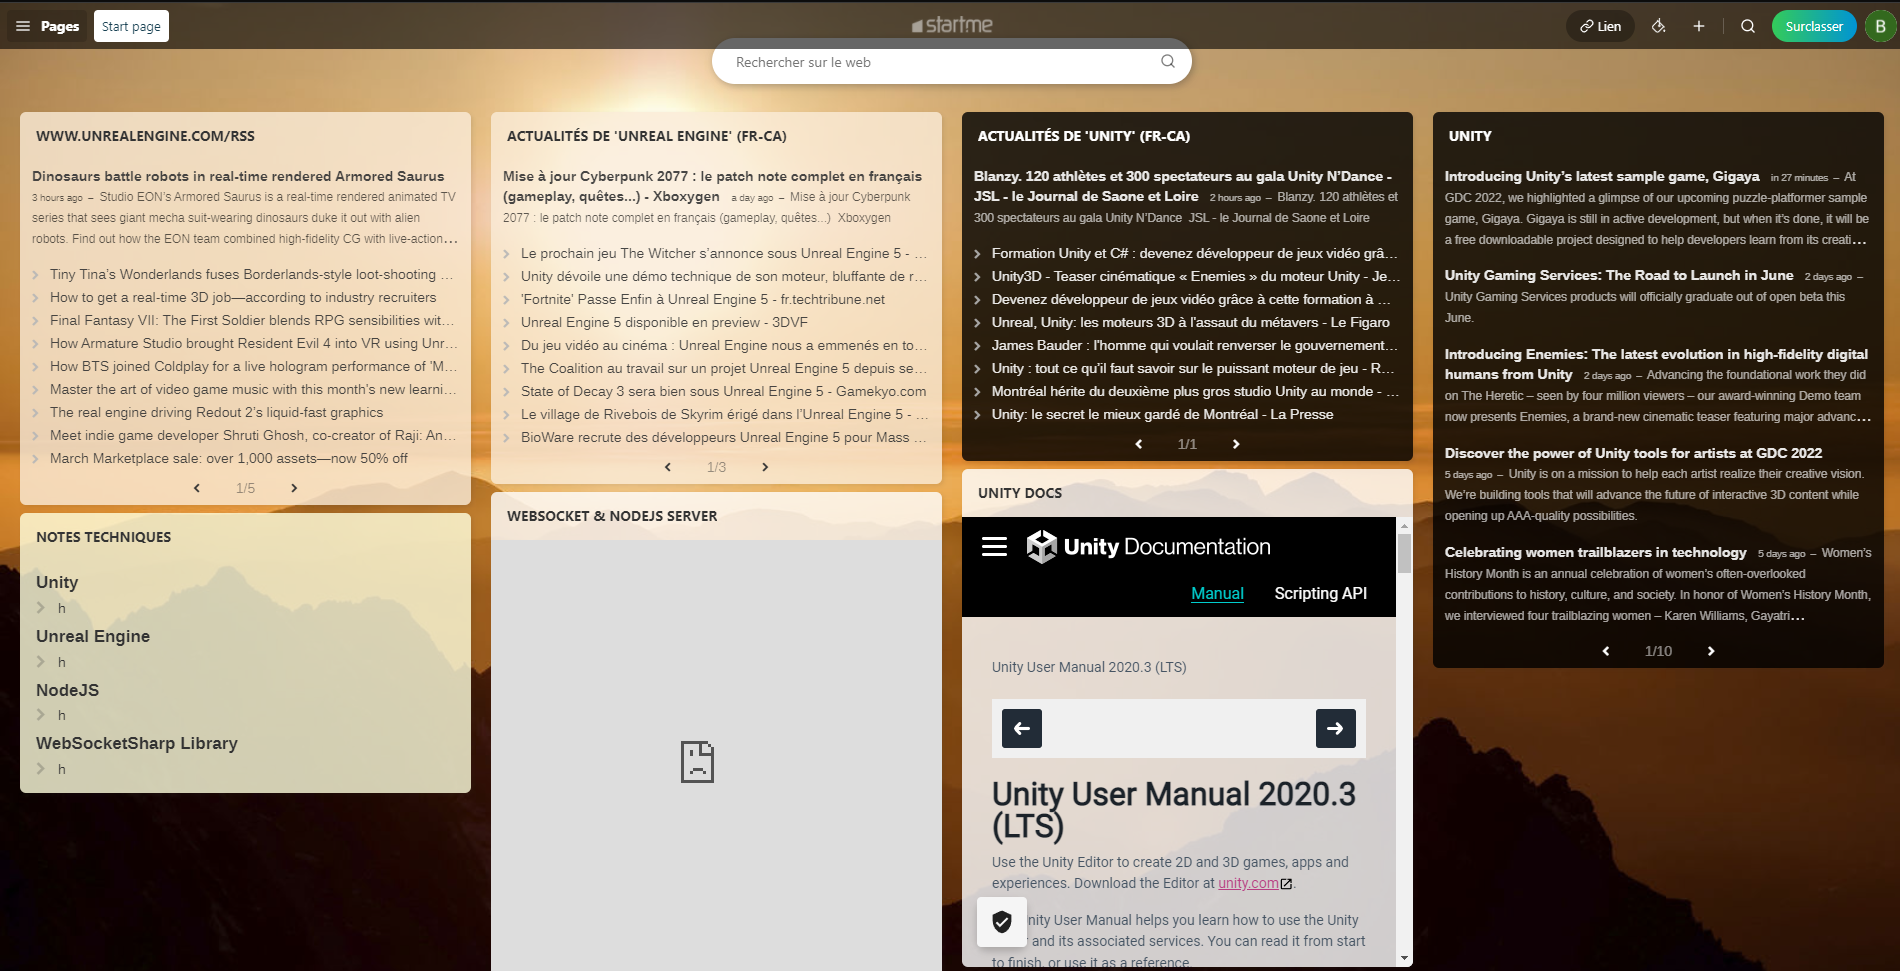 Pages
Start page
start.me
Lien
Surclasser
B
Rechercher sur le web
WWW.UNREALENGINE.COM/RSS
Dinosaurs battle robots in real-time rendered Armored Saurus
3 hours ago – Studio EON's Armored Saurus is a real-time rendered animated TV
series that sees giant mecha suit-wearing dinosaurs duke it out with alien
robots. Find out how the EON team combined high-fidelity CG with live-action…
Tiny Tina's Wonderlands fuses Borderlands-style loot-shooting …
How to get a real-time 3D job—according to industry recruiters
Final Fantasy VII: The First Soldier blends RPG sensibilities wit…
How Armature Studio brought Resident Evil 4 into VR using Unr…
How BTS joined Coldplay for a live hologram performance of 'M…
Master the art of video game music with this month's new learni…
The real engine driving Redout 2's liquid-fast graphics
Meet indie game developer Shruti Ghosh, co-creator of Raji: An…
March Marketplace sale: over 1,000 assets—now 50% off
1/5
NOTES TECHNIQUES
Unity
h
Unreal Engine
h
NodeJS
h
WebSocketSharp Library
h
ACTUALITÉS DE 'UNREAL ENGINE' (FR-CA)
Mise à jour Cyberpunk 2077 : le patch note complet en français
(gameplay, quêtes...) - Xboxygen a day ago – Mise à jour Cyberpunk
2077 : le patch note complet en français (gameplay, quêtes...) Xboxygen
Le prochain jeu The Witcher s'annonce sous Unreal Engine 5 - …
Unity dévoile une démo technique de son moteur, bluffante de r…
'Fortnite' Passe Enfin à Unreal Engine 5 - fr.techtribune.net
Unreal Engine 5 disponible en preview - 3DVF
Du jeu vidéo au cinéma : Unreal Engine nous a emmenés en to…
The Coalition au travail sur un projet Unreal Engine 5 depuis se…
State of Decay 3 sera bien sous Unreal Engine 5 - Gamekyo.com
Le village de Rivebois de Skyrim érigé dans l'Unreal Engine 5 - …
BioWare recrute des développeurs Unreal Engine 5 pour Mass …
1/3
WEBSOCKET & NODEJS SERVER
ACTUALITÉS DE 'UNITY' (FR-CA)
Blanzy. 120 athlètes et 300 spectateurs au gala Unity N'Dance -
JSL - le Journal de Saone et Loire 2 hours ago – Blanzy. 120 athlètes et
300 spectateurs au gala Unity N'Dance JSL - le Journal de Saone et Loire
Formation Unity et C# : devenez développeur de jeux vidéo grâ…
Unity3D - Teaser cinématique « Enemies » du moteur Unity - Je…
Devenez développeur de jeux vidéo grâce à cette formation à …
Unreal, Unity: les moteurs 3D à l'assaut du métavers - Le Figaro
James Bauder : l'homme qui voulait renverser le gouvernement…
Unity : tout ce qu'il faut savoir sur le puissant moteur de jeu - R…
Montréal hérite du deuxième plus gros studio Unity au monde - …
Unity: le secret le mieux gardé de Montréal - La Presse
1/1
UNITY DOCS
Unity Documentation
Manual
Scripting API
Unity User Manual 2020.3 (LTS)
Unity User Manual 2020.3
(LTS)
Use the Unity Editor to create 2D and 3D games, apps and
experiences. Download the Editor at unity.com.
nity User Manual helps you learn how to use the Unity
and its associated services. You can read it from start
to finish, or use it as a reference.
UNITY
Introducing Unity's latest sample game, Gigaya in 27 minutes – At
GDC 2022, we highlighted a glimpse of our upcoming puzzle-platformer sample
game, Gigaya. Gigaya is still in active development, but when it's done, it will be
a free downloadable project designed to help developers learn from its creati…
Unity Gaming Services: The Road to Launch in June 2 days ago –
Unity Gaming Services products will officially graduate out of open beta this
June.
Introducing Enemies: The latest evolution in high-fidelity digital
humans from Unity 2 days ago – Advancing the foundational work they did
on The Heretic – seen by four million viewers – our award-winning Demo team
now presents Enemies, a brand-new cinematic teaser featuring major advanc…
Discover the power of Unity tools for artists at GDC 2022
5 days ago – Unity is on a mission to help each artist realize their creative vision.
We're building tools that will advance the future of interactive 3D content while
opening up AAA-quality possibilities.
Celebrating women trailblazers in technology 5 days ago – Women's
History Month is an annual celebration of women's often-overlooked
contributions to history, culture, and society. In honor of Women's History Month,
we interviewed four trailblazing women – Karen Williams, Gayatri…
1/10